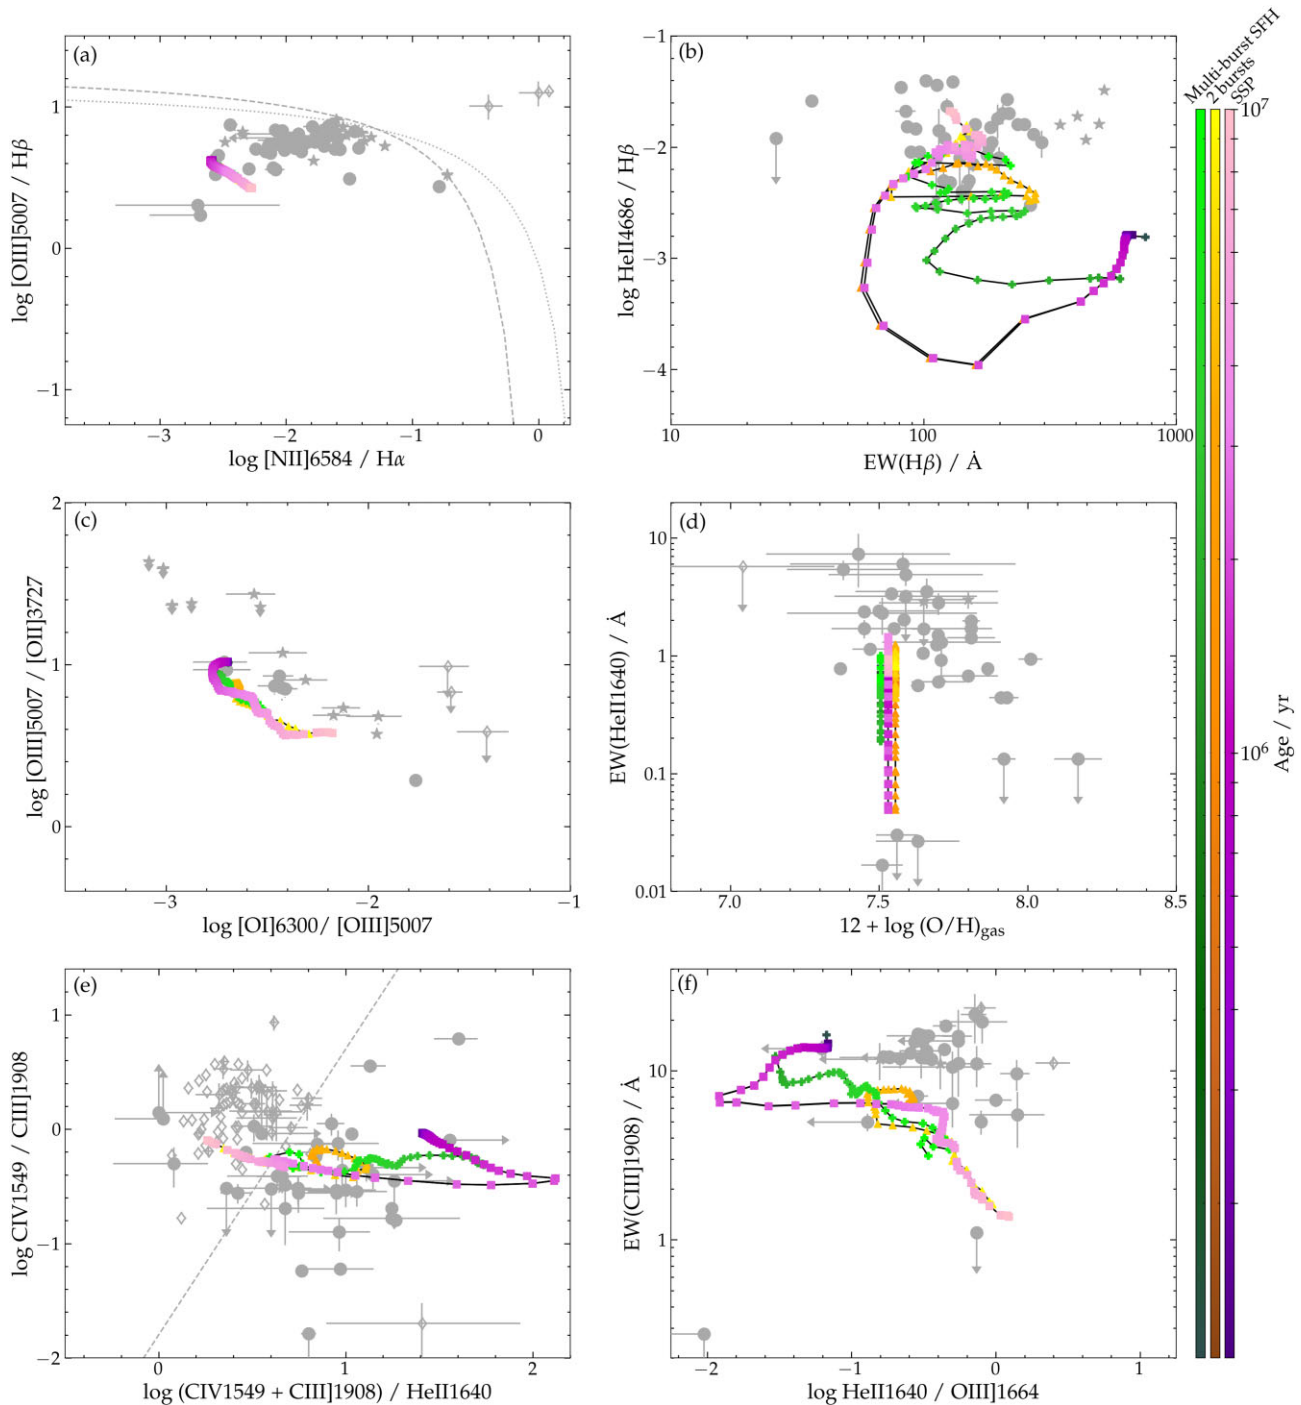 (a)
1
0
−1
−3
−2
−1
0
log [OIII]5007 / Hβ
log [NII]6584 / Hα
(b)
−1
−2
−3
−4
10
100
1000
log HeII4686 / Hβ
EW(Hβ) / Å
(c)
2
1
0
−3
−2
−1
log [OIII]5007 / [OII]3727
log [OI]6300/ [OIII]5007
(d)
10
1
0.1
0.01
7.0
7.5
8.0
8.5
EW(HeII1640) / Å
12 + log (O/H)gas
(e)
1
0
−1
−2
0
1
2
log CIV1549 / CIII]1908
log (CIV1549 + CIII]1908) / HeII1640
(f)
10
1
−2
−1
0
1
EW(CIII]1908) / Å
log HeII1640 / OIII]1664
Multi-burst SFH
2 bursts
SSP
10⁷
10⁶
Age / yr